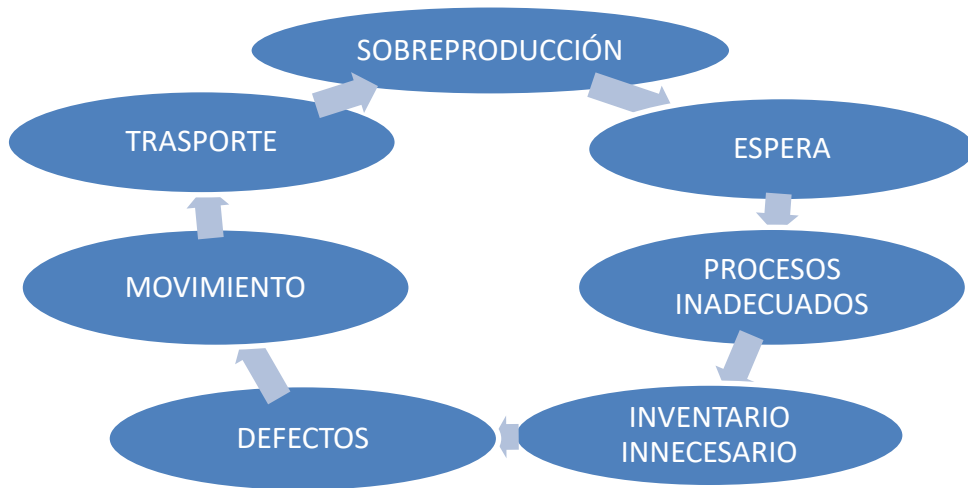 SOBREPRODUCCIÓN
ESPERA
PROCESOS
INADECUADOS
INVENTARIO
INNECESARIO
DEFECTOS
MOVIMIENTO
TRASPORTE